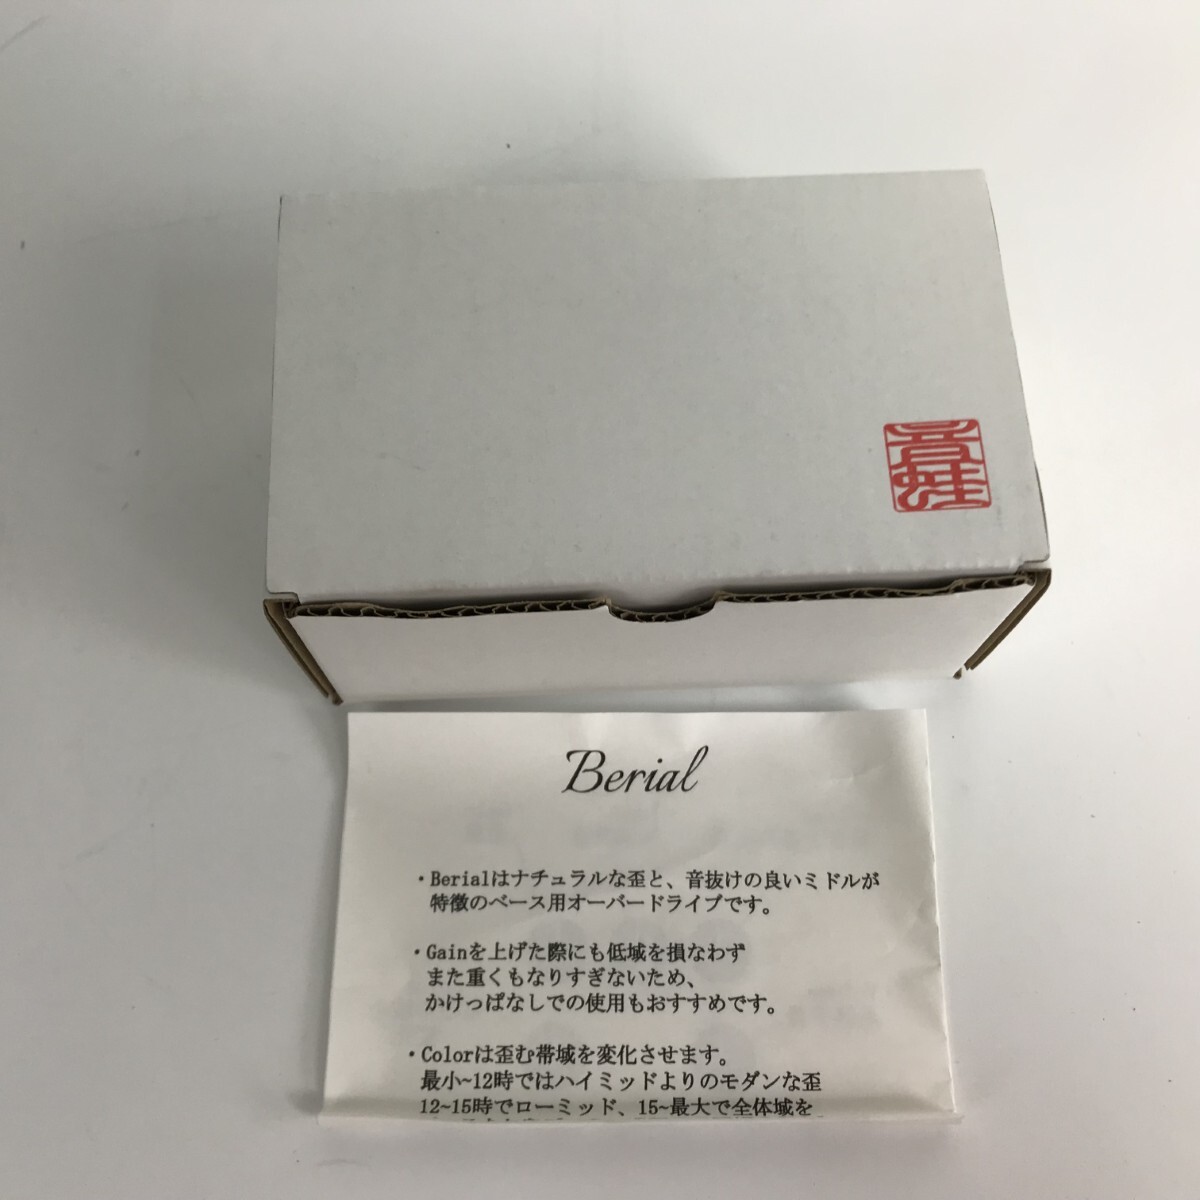 音蛙
Berial
・Berialはナチュラルな歪と、音抜けの良いミドルが
特徴のベース用オーバードライブです。
・Gainを上げた際にも低域を損なわず
また重くもなりすぎないため、
かけっぱなしでの使用もおすすめです。
・Colorは歪む帯域を変化させます。
最小~12時ではハイミッドよりのモダンな歪
12~15時でローミッド、15~最大で全体域を